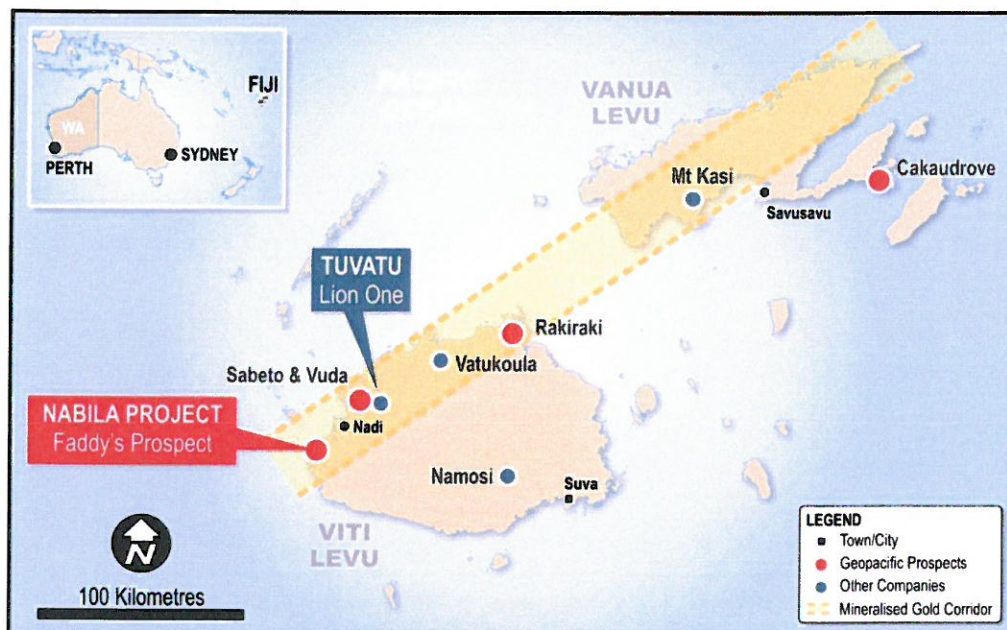 FIJI
WA
PERTH
SYDNEY
VANUA
LEVU
Mt Kasi
Cakaudrove
Savusavu
TUVATU
Lion One
Rakiraki
Vatukoula
Sabeto & Vuda
NABILA PROJECT
Faddy's Prospect
Nadi
Namosi
Suva
VITI
LEVU
N
100 Kilometres
LEGEND
Town/City
Geopacific Prospects
Other Companies
Mineralised Gold Corridor